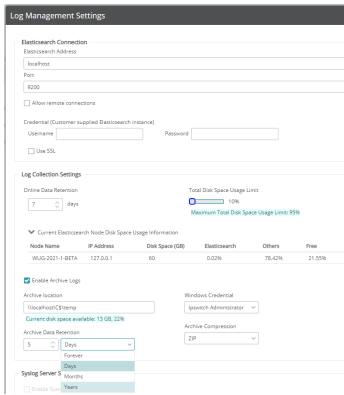 Log Management Settings
Elasticsearch Connection
Elasticsearch Address
localhost
Port
9200
Allow remote connections
Credential (Customer supplied Elasticsearch instance)
Username Password
Use SSL
Log Collection Settings
Online Data Retention Total Disk Space Usage Limit
7 days 10%
Maximum Total Disk Space Usage Limit: 95%
Current Elasticsearch Node Disk Space Usage Information
Node Name IP Address Disk Space (GB) Elasticsearch Others Free
WUG-2021-1-BETA 127.0.0.1 60 0.02% 78.42% 21.55%
Enable Archive Logs
Archive location Windows Credential
\\localhost\C$\temp Ipswitch Administrator
Current disk space available: 13 GB, 22%
Archive Data Retention Archive Compression
5 Days ZIP
Forever
Days
Months
Years
Syslog Server S
Enable Sys